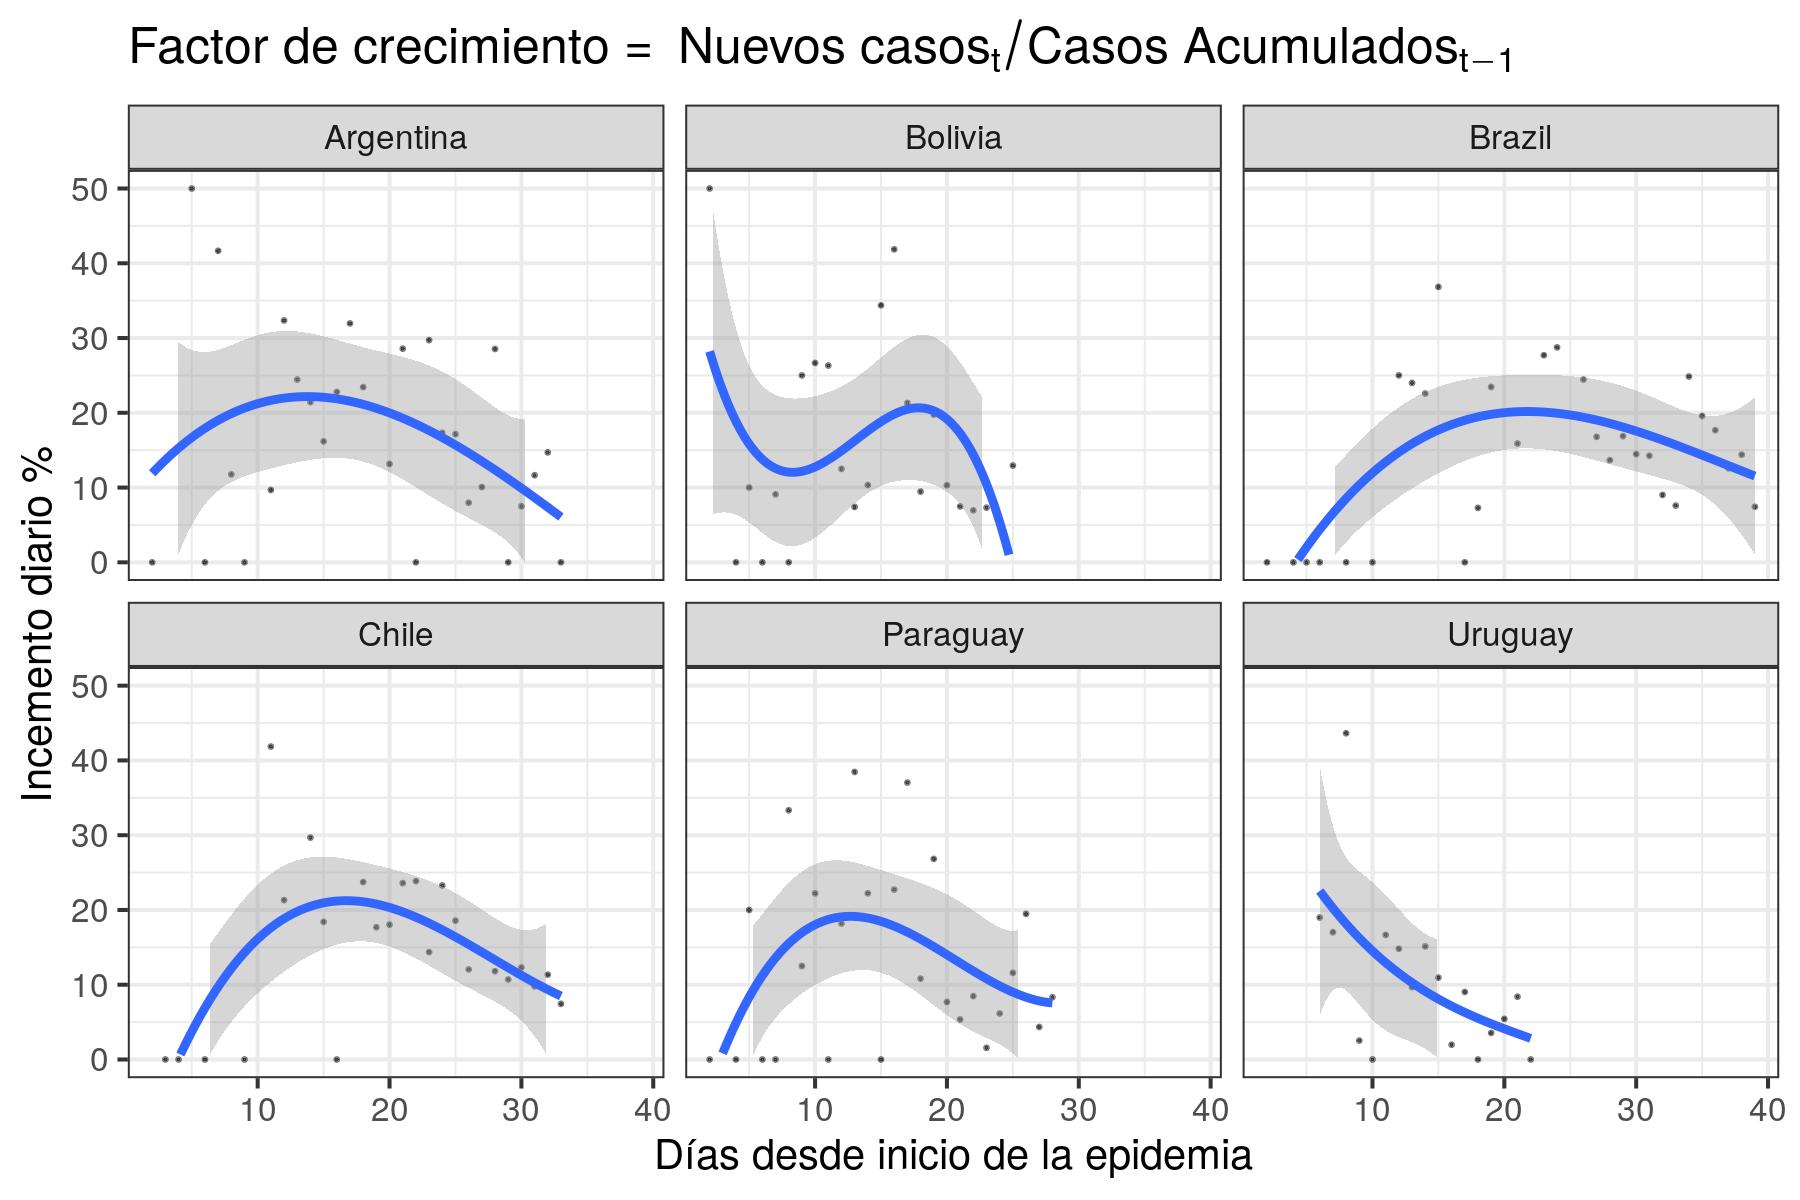 Factor de crecimiento = Nuevos casos_t/Casos Acumulados_t−1
Argentina
Bolivia
Brazil
50
40
30
20
10
0
Chile
Paraguay
Uruguay
50
40
30
20
10
0
10 20 30 40
10 20 30 40
10 20 30 40
Incemento diario %
Días desde inicio de la epidemia